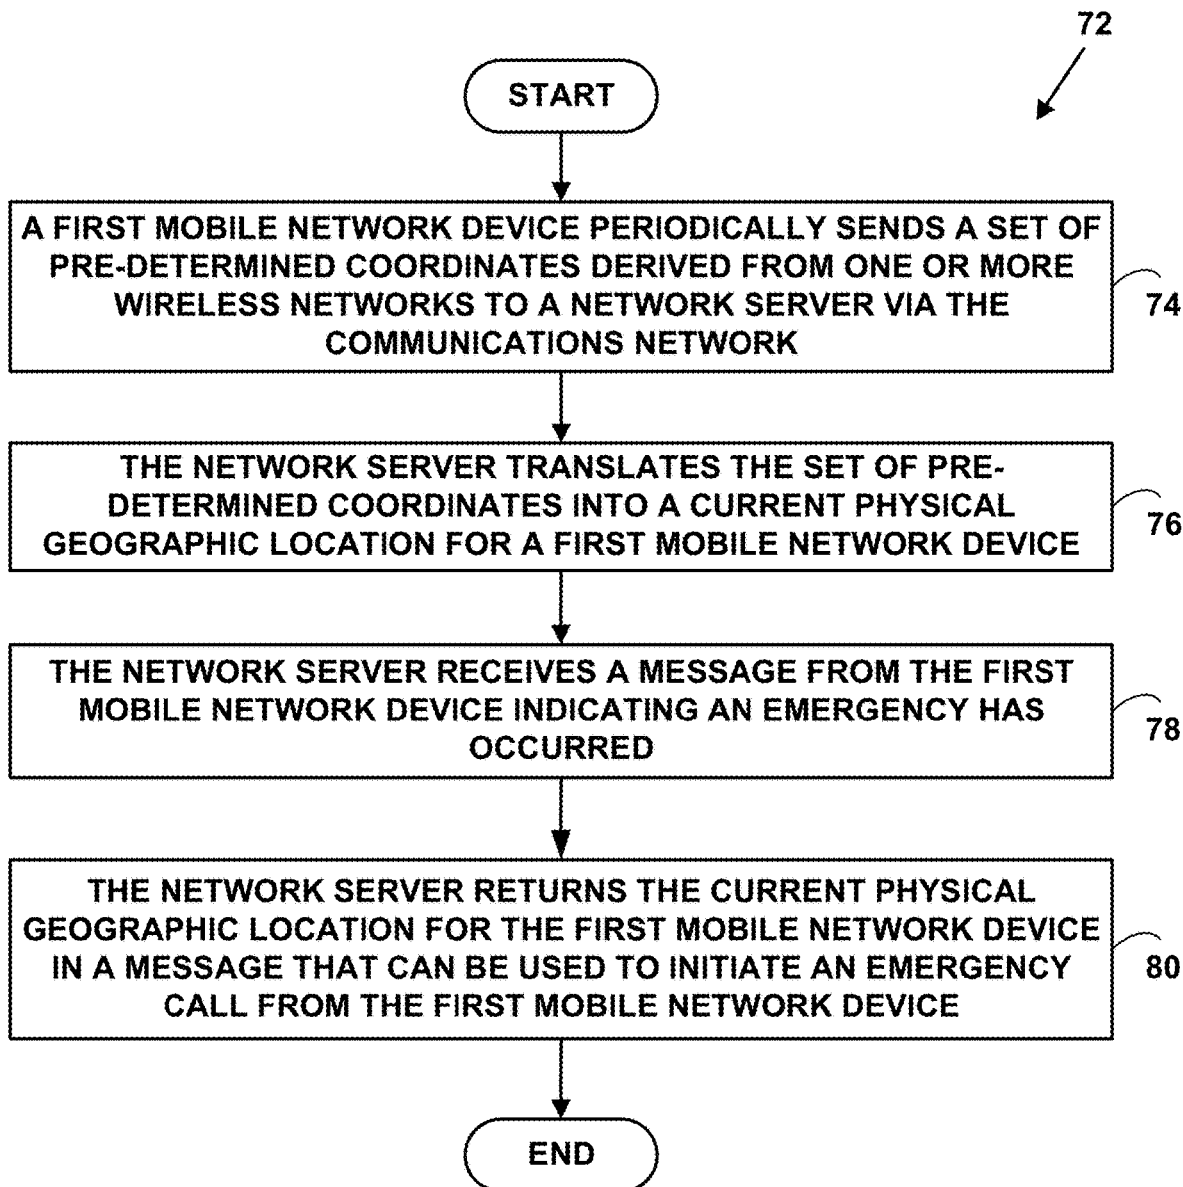 72
START
A FIRST MOBILE NETWORK DEVICE PERIODICALLY SENDS A SET OF
PRE-DETERMINED COORDINATES DERIVED FROM ONE OR MORE
WIRELESS NETWORKS TO A NETWORK SERVER VIA THE
COMMUNICATIONS NETWORK
74
THE NETWORK SERVER TRANSLATES THE SET OF PRE-
DETERMINED COORDINATES INTO A CURRENT PHYSICAL
GEOGRAPHIC LOCATION FOR A FIRST MOBILE NETWORK DEVICE
76
THE NETWORK SERVER RECEIVES A MESSAGE FROM THE FIRST
MOBILE NETWORK DEVICE INDICATING AN EMERGENCY HAS
OCCURRED
78
THE NETWORK SERVER RETURNS THE CURRENT PHYSICAL
GEOGRAPHIC LOCATION FOR THE FIRST MOBILE NETWORK DEVICE
IN A MESSAGE THAT CAN BE USED TO INITIATE AN EMERGENCY
CALL FROM THE FIRST MOBILE NETWORK DEVICE
80
END